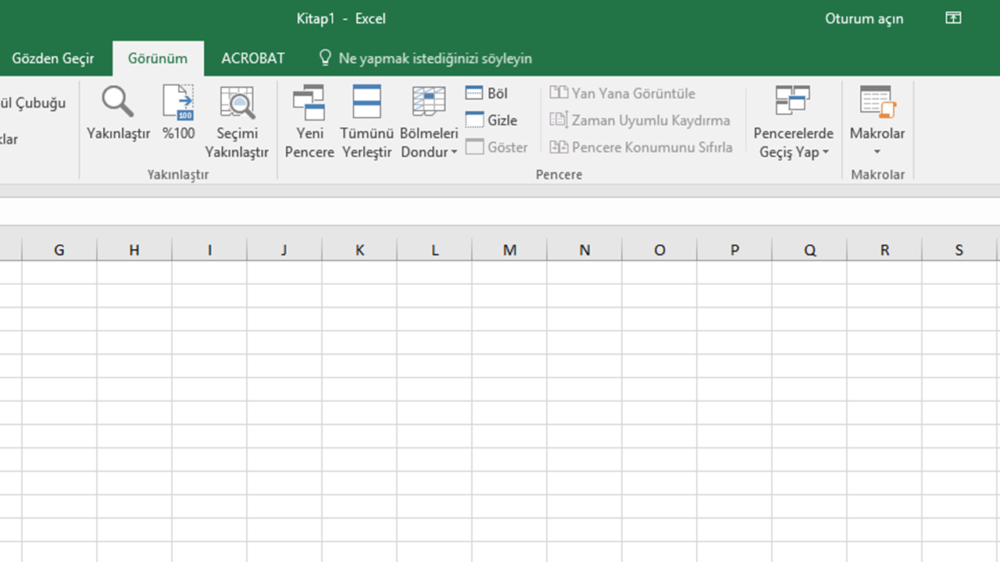 Kitap1 - Excel
Oturum açın
Gözden Geçir
Görünüm
ACROBAT
Ne yapmak istediğinizi söyleyin
ül Çubuğu
lar
Yakınlaştır
100
%100
Seçimi
Yakınlaştır
Yakınlaştır
Yeni
Pencere
Tümünü
Yerleştir
Bölmeleri
Dondur
Böl
Gizle
Göster
Yan Yana Görüntüle
Zaman Uyumlu Kaydırma
Pencere Konumunu Sıfırla
Pencerelerde
Geçiş Yap
Pencere
Makrolar
Makrolar
G H I J K L M N O P Q R S